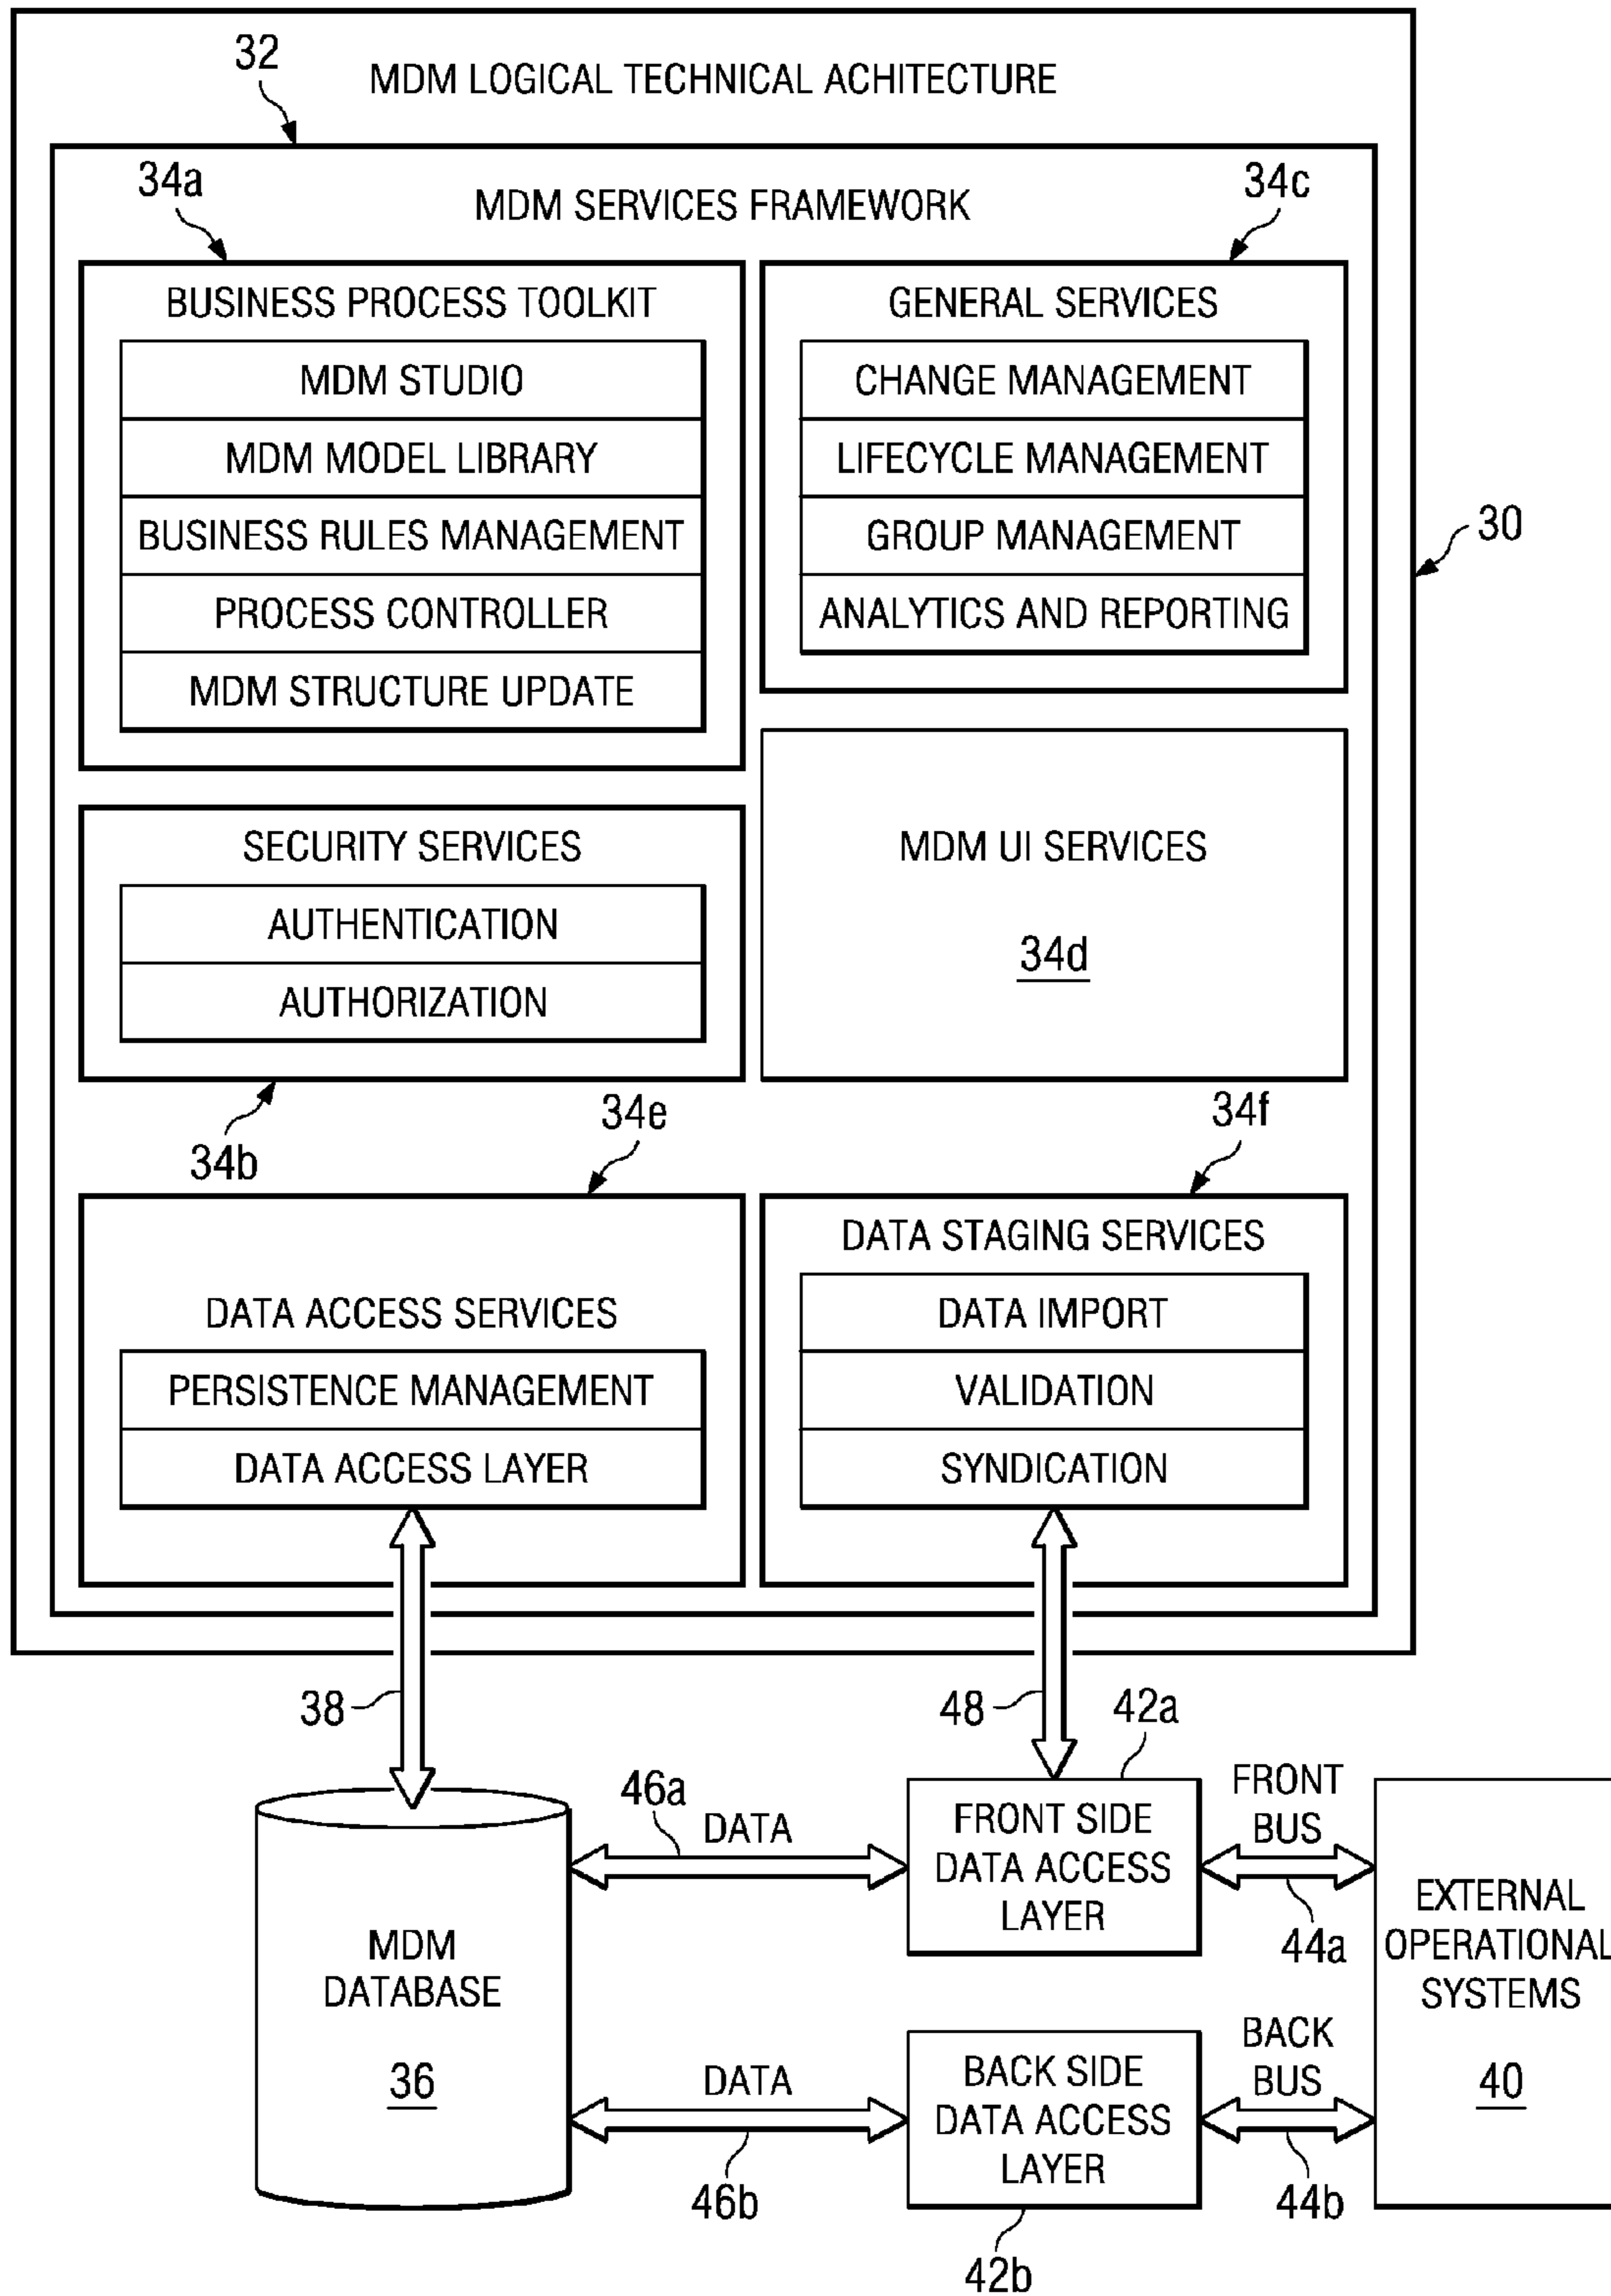 32
MDM LOGICAL TECHNICAL ACHITECTURE
34a
MDM SERVICES FRAMEWORK
34c
BUSINESS PROCESS TOOLKIT
MDM STUDIO
MDM MODEL LIBRARY
BUSINESS RULES MANAGEMENT
PROCESS CONTROLLER
MDM STRUCTURE UPDATE
GENERAL SERVICES
CHANGE MANAGEMENT
LIFECYCLE MANAGEMENT
GROUP MANAGEMENT
ANALYTICS AND REPORTING
30
SECURITY SERVICES
AUTHENTICATION
AUTHORIZATION
34b
MDM UI SERVICES
34d
34e
34f
DATA ACCESS SERVICES
PERSISTENCE MANAGEMENT
DATA ACCESS LAYER
DATA STAGING SERVICES
DATA IMPORT
VALIDATION
SYNDICATION
38
48
42a
46a
DATA
FRONT SIDE
DATA ACCESS
LAYER
FRONT
BUS
44a
MDM
DATABASE
36
EXTERNAL
OPERATIONAL
SYSTEMS
40
DATA
46b
BACK SIDE
DATA ACCESS
LAYER
BACK
BUS
44b
42b